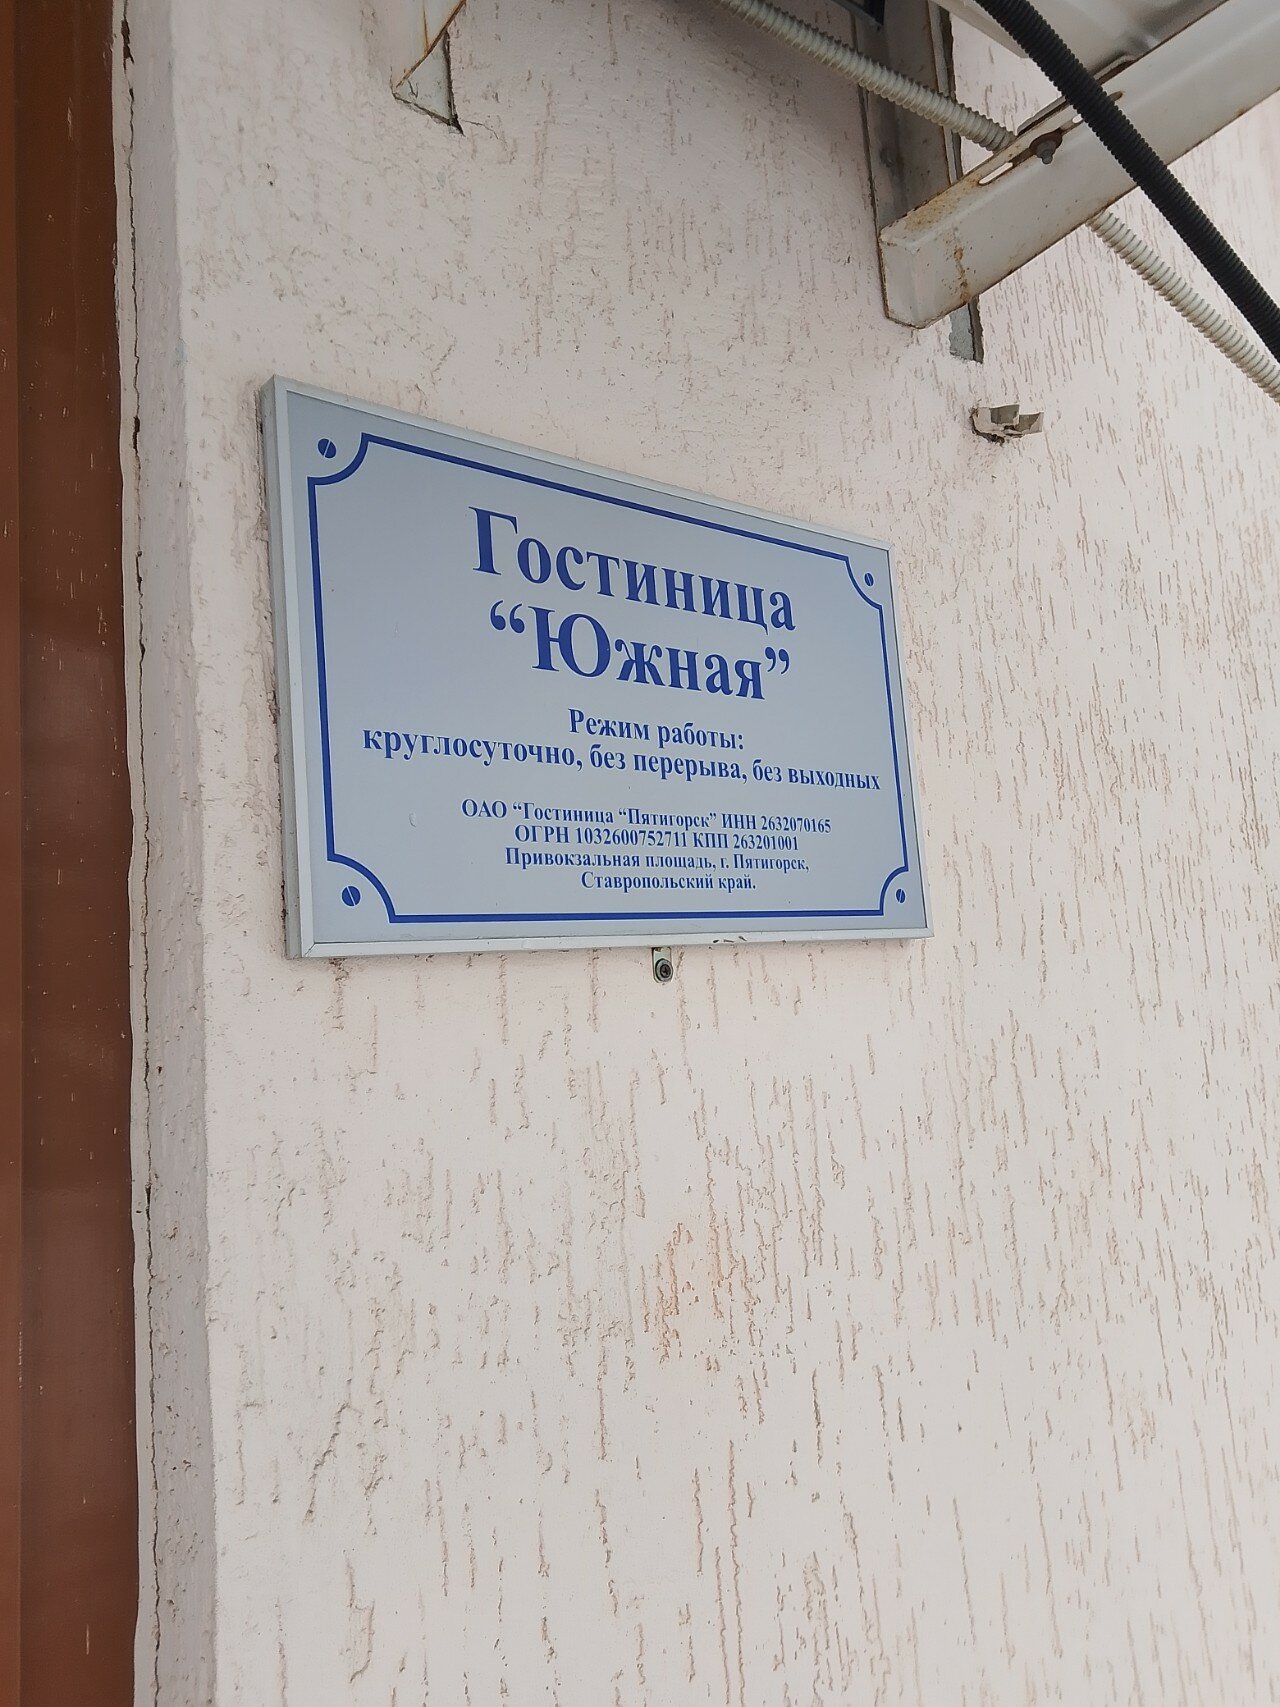 Гостиница
“Южная”
Режим работы:
круглосуточно, без перерыва, без выходных
ОАО “Гостиница “Пятигорск” ИНН 2632070165
ОГРН 1032600752711 КПП 263201001
Привокзальная площадь, г. Пятигорск,
Ставропольский край.